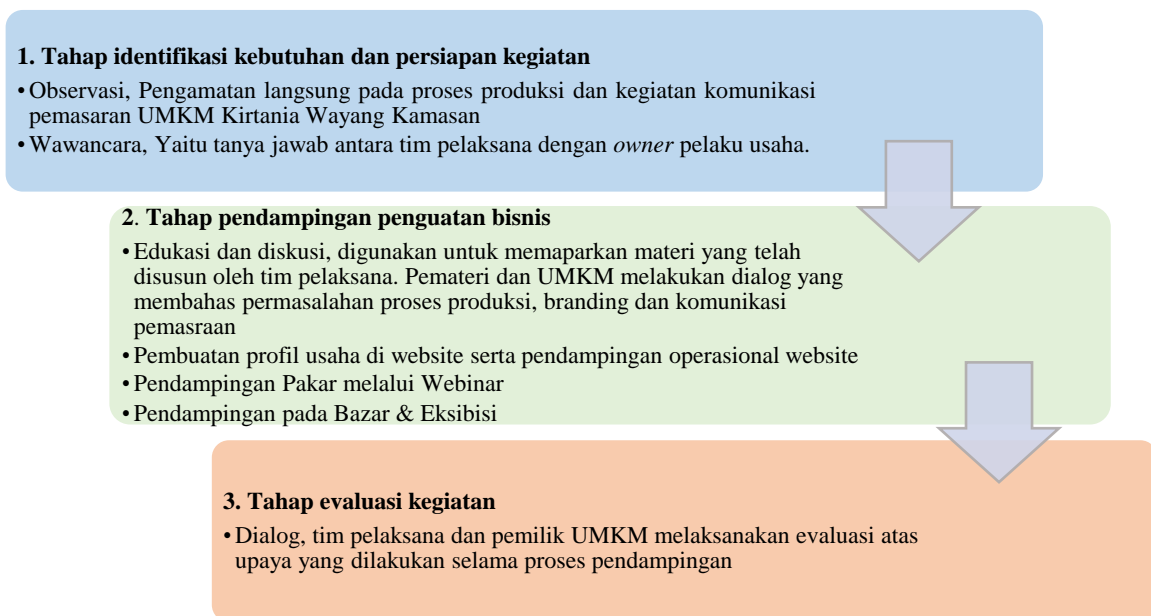 1. Tahap identifikasi kebutuhan dan persiapan kegiatan
• Observasi, Pengamatan langsung pada proses produksi dan kegiatan komunikasi
pemasaran UMKM Kirtania Wayang Kamasan
• Wawancara, Yaitu tanya jawab antara tim pelaksana dengan owner pelaku usaha.
2. Tahap pendampingan penguatan bisnis
• Edukasi dan diskusi, digunakan untuk memaparkan materi yang telah
disusun oleh tim pelaksana. Pemateri dan UMKM melakukan dialog yang
membahas permasalahan proses produksi, branding dan komunikasi
pemasraan
• Pembuatan profil usaha di website serta pendampingan operasional website
• Pendampingan Pakar melalui Webinar
• Pendampingan pada Bazar & Eksibisi
3. Tahap evaluasi kegiatan
• Dialog, tim pelaksana dan pemilik UMKM melaksanakan evaluasi atas
upaya yang dilakukan selama proses pendampingan